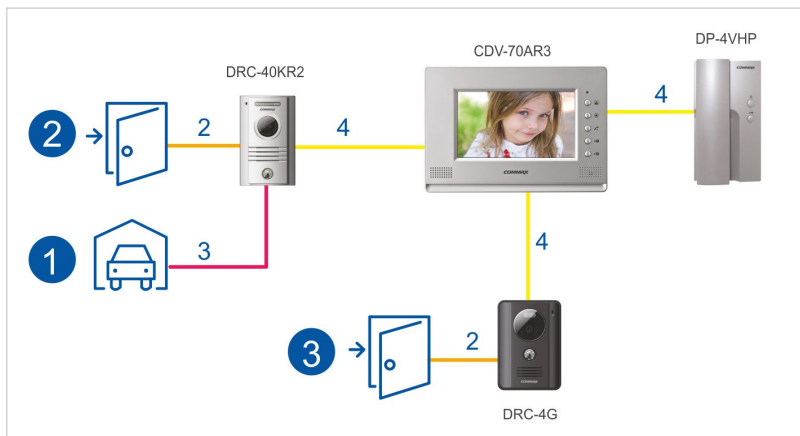 CDV-70AR3
DP-4VHP
DRC-40KR2
COMMAX
4
2
2
4
COMMAX
COMMAX
1
3
4
3
2
COMMAX
DRC-4G